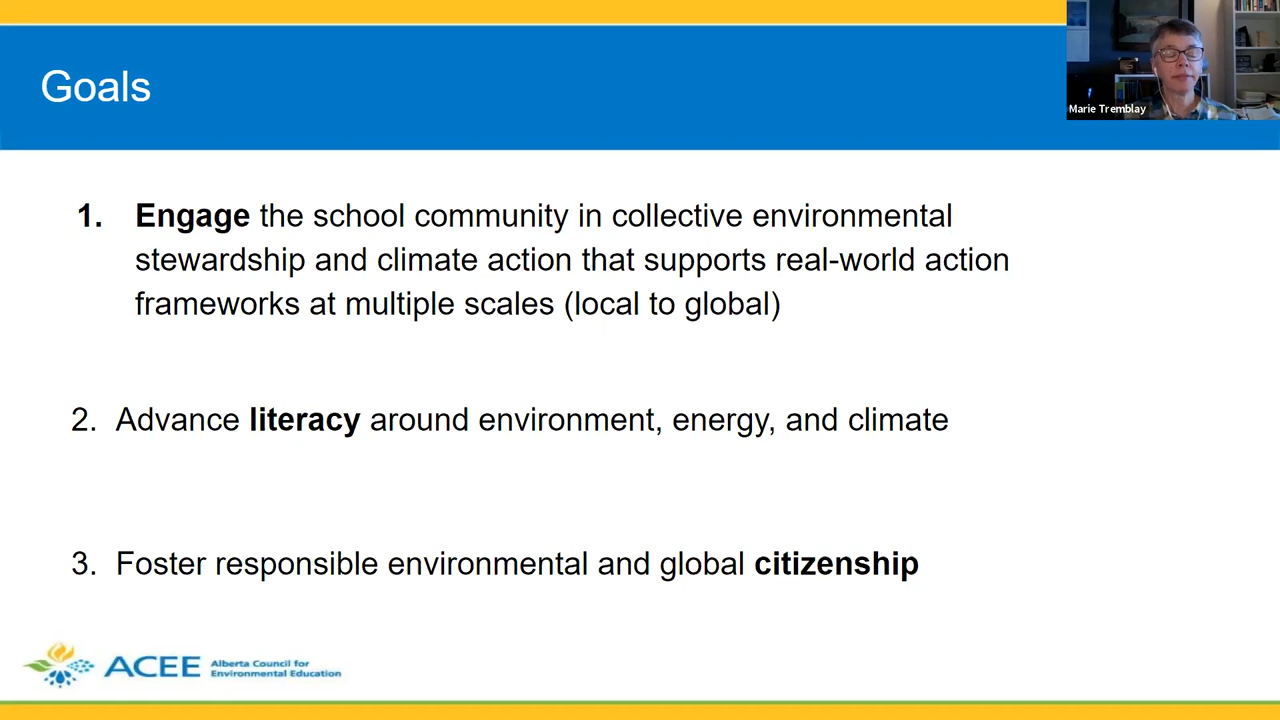 Goals
Marie Tremblay
1. Engage the school community in collective environmental
stewardship and climate action that supports real-world action
frameworks at multiple scales (local to global)
2. Advance literacy around environment, energy, and climate
3. Foster responsible environmental and global citizenship
ACEE
Alberta Council for
Environmental Education